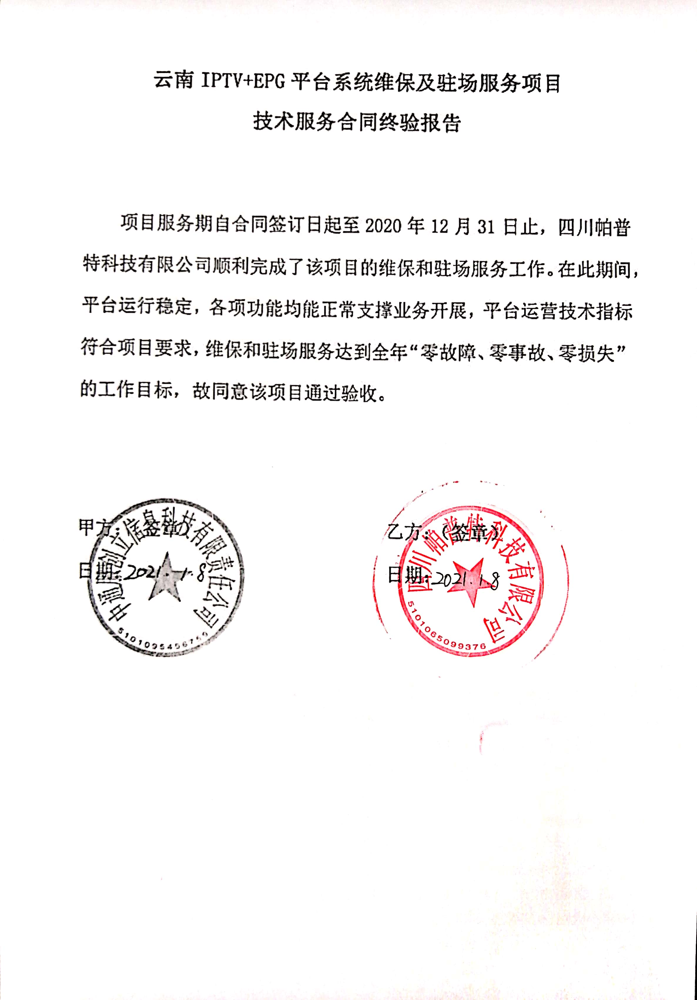 云南 IPTV+EPG 平台系统维保及驻场服务项目
技术服务合同终验报告
项目服务期自合同签订日起至 2020 年 12 月 31 日止，四川帕普
特科技有限公司顺利完成了该项目的维保和驻场服务工作。在此期间，
平台运行稳定，各项功能均能正常支撑业务开展，平台运营技术指标
符合项目要求，维保和驻场服务达到全年“零故障、零事故、零损失”
的工作目标，故同意该项目通过验收。
甲方：（签章）
乙方：（签章）
日期：2021.1.8
日期：2021.1.8
创立信息科技有限责任公司
四川帕普特科技有限公司
5101065099376